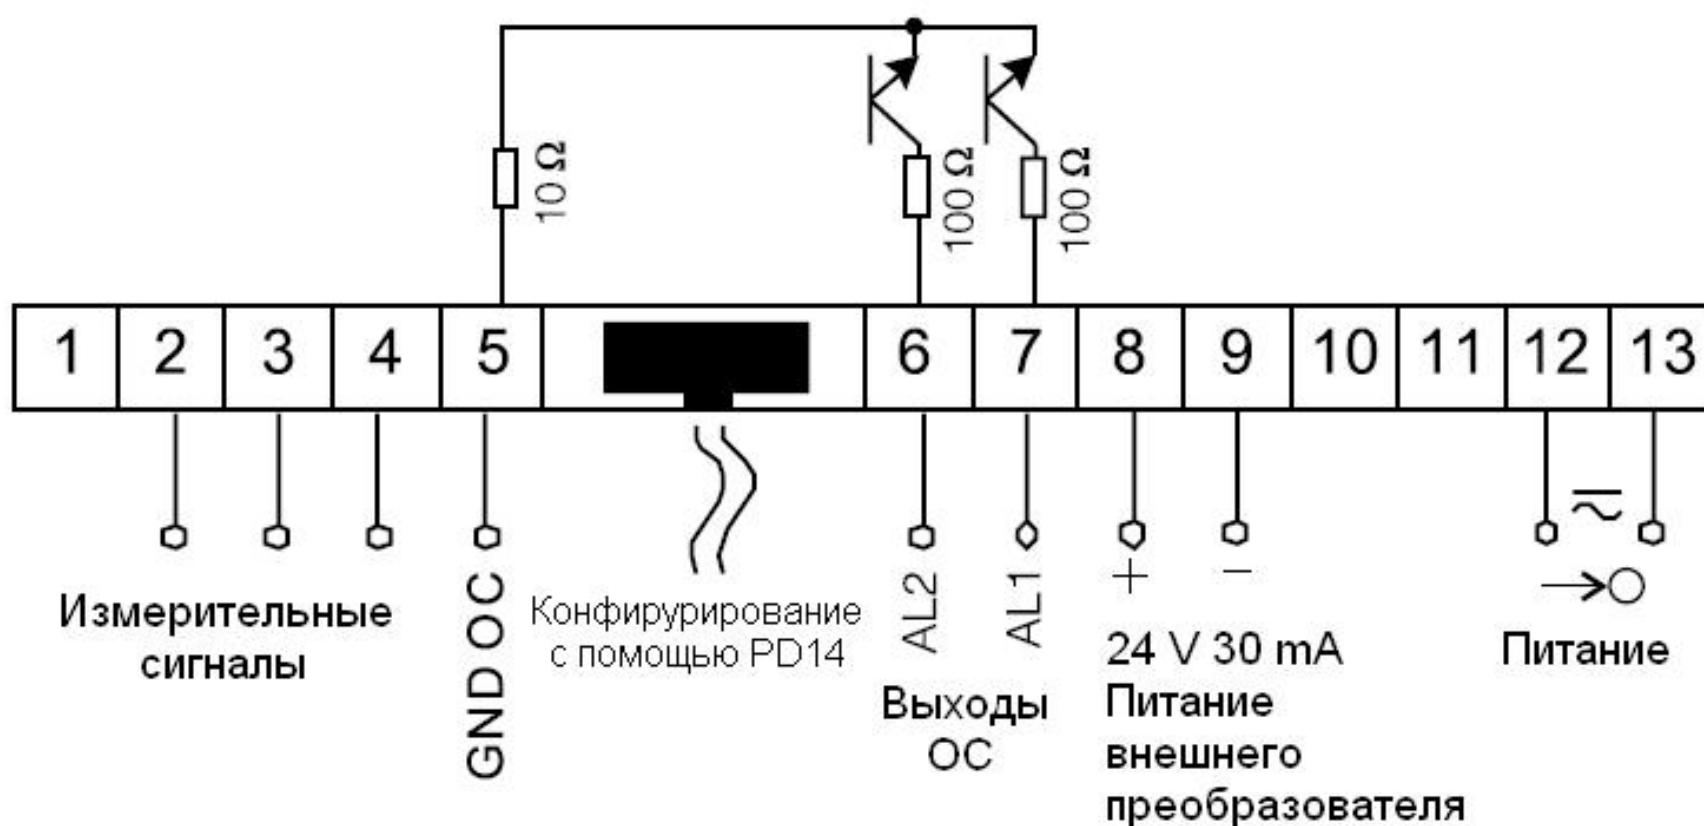 10 Ω
100 Ω
100 Ω
1 2 3 4 5 6 7 8 9 10 11 12 13
Измерительные
сигналы
GND OC
Конфирурирование
с помощью PD14
AL2
AL1
Выходы
ОС
+ −
24 V 30 mA
Питание
внешнего
преобразователя
Питание